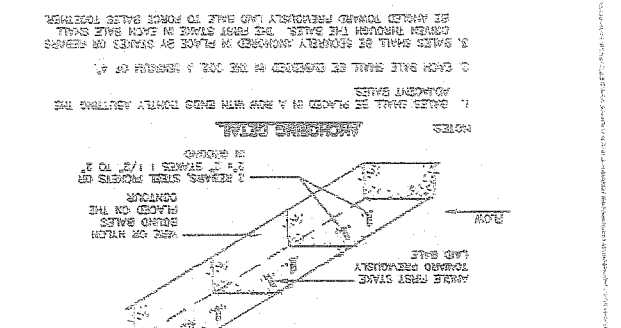 ANGLE FIRST STAKE
TOWARD PREVIOUSLY
LAID BALE
FLOW
WIRE OR NYLON
BOUND BALES
PLACED ON THE
CONTOUR
2 REBARS, STEEL PICKETS OR
2"x 2" STAKES 1 1/2" TO 2"
IN GROUND
ANCHORING DETAIL
NOTES:
1. BALES SHALL BE PLACED IN A ROW WITH ENDS TIGHTLY ABUTTING THE
ADJACENT BALES.
2. EACH BALE SHALL BE EMBEDDED IN THE SOIL A MINIMUM OF 4".
3. BALES SHALL BE SECURELY ANCHORED IN PLACE BY STAKES OR REBARS
DRIVEN THROUGH THE BALES. THE FIRST STAKE IN EACH BALE SHALL
BE ANGLED TOWARD PREVIOUSLY LAID BALE TO FORCE BALES TOGETHER.